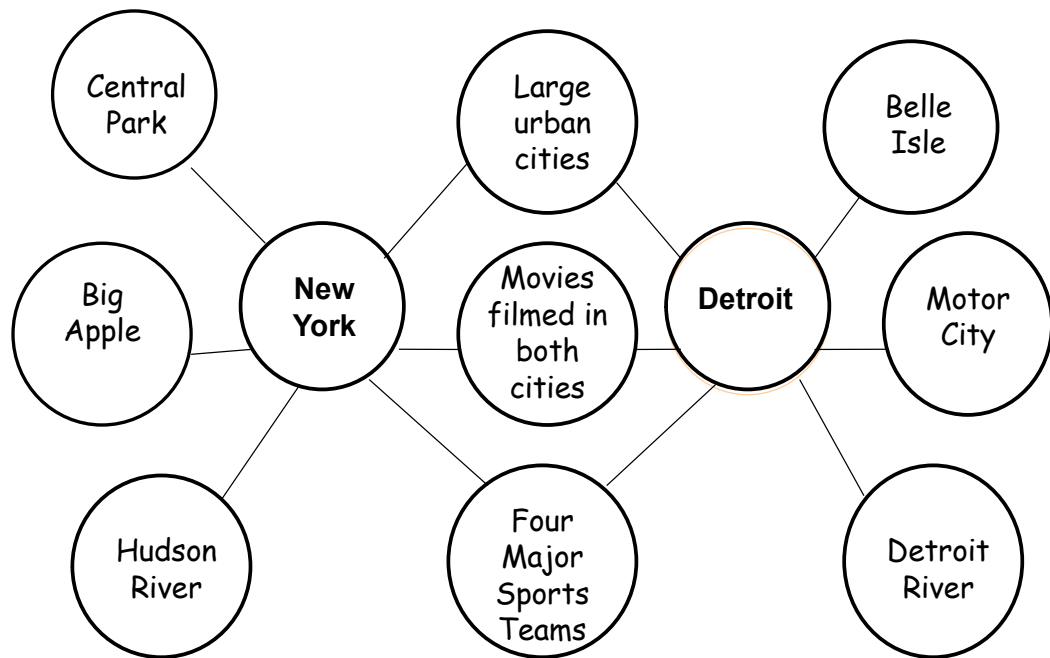 Central
Park
Large
urban
cities
Belle
Isle
Big
Apple
New
York
Movies
filmed in
both
cities
Detroit
Motor
City
Hudson
River
Four
Major
Sports
Teams
Detroit
River